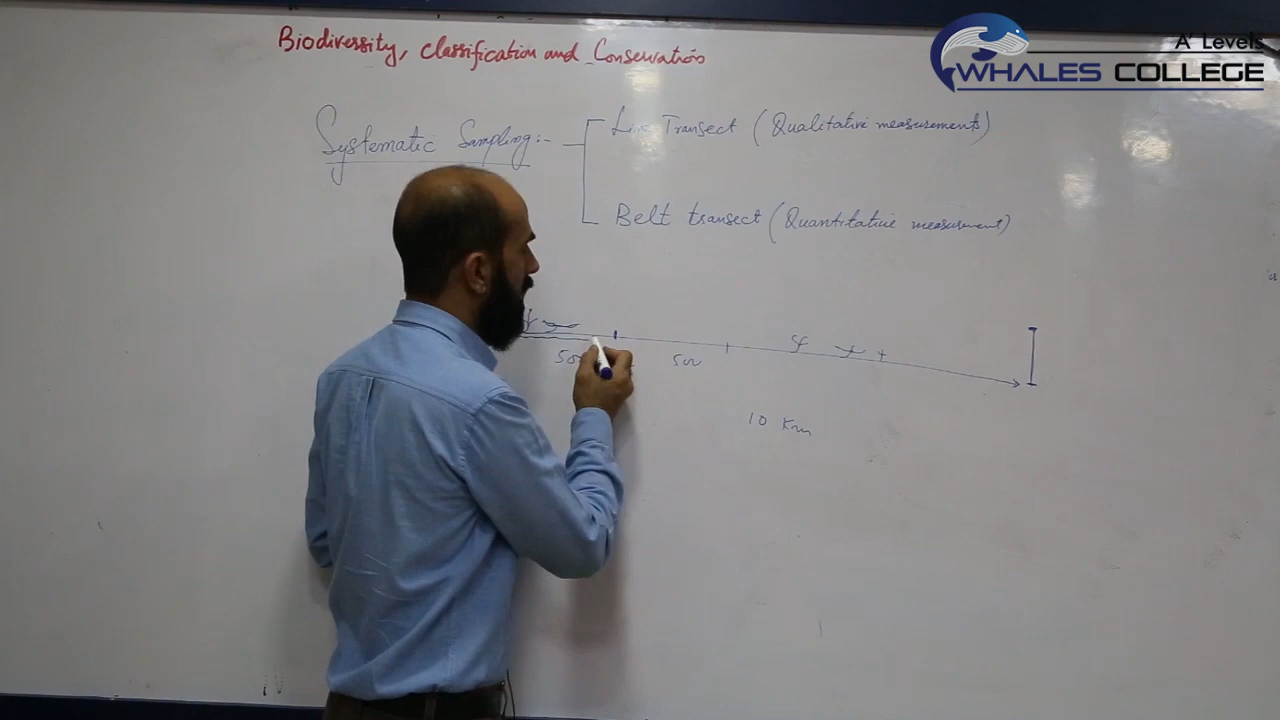 A' Levels
WHALES COLLEGE
Biodiversity, classification and Conservation
Systematic Sampling:-
Line Transect (Qualitative measurements)
Belt transect (Quantitative measurement)
500
10 Km